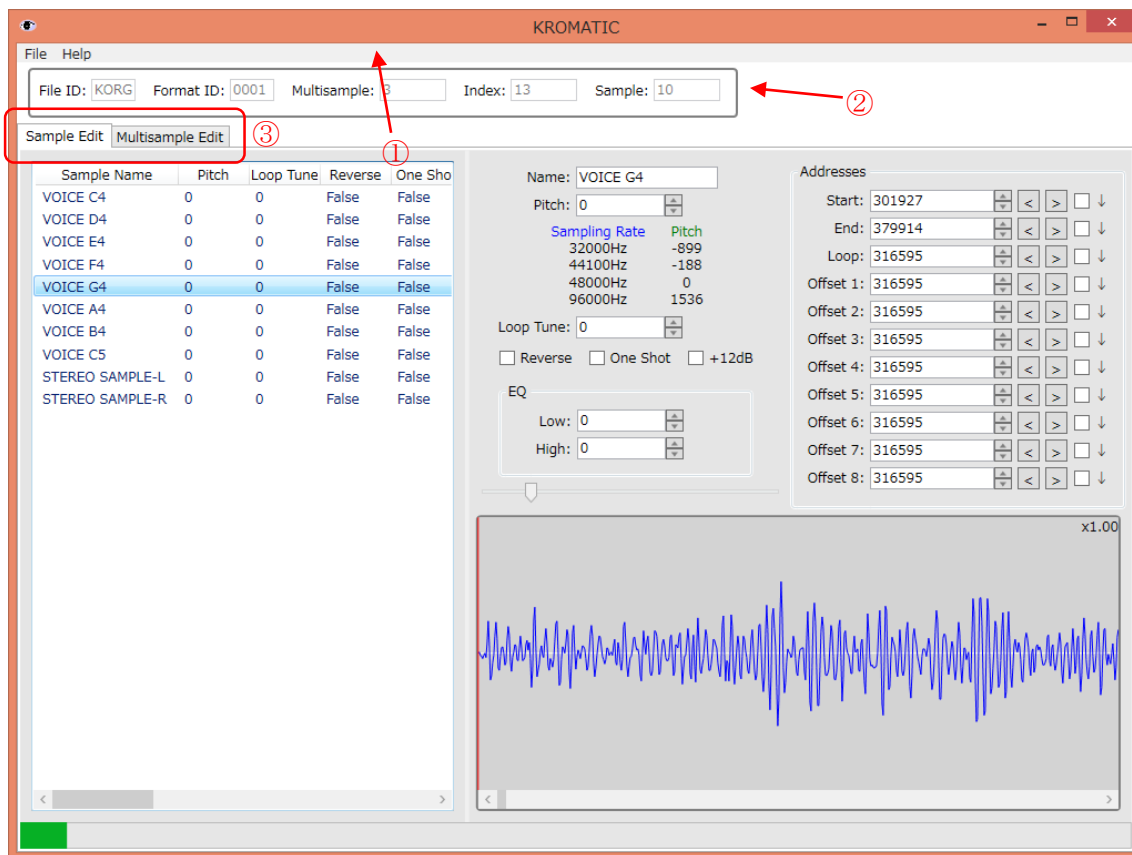 KROMATIC
File Help
File ID: KORG Format ID: 0001 Multisample: 3 Index: 13 Sample: 10
②
Sample Edit Multisample Edit ③
①
Sample Name Pitch Loop Tune Reverse One Sho
VOICE C4 0 0 False False
VOICE D4 0 0 False False
VOICE E4 0 0 False False
VOICE F4 0 0 False False
VOICE G4 0 0 False False
VOICE A4 0 0 False False
VOICE B4 0 0 False False
VOICE C5 0 0 False False
STEREO SAMPLE-L 0 0 False False
STEREO SAMPLE-R 0 0 False False
Name: VOICE G4
Pitch: 0
Sampling Rate Pitch
32000Hz -899
44100Hz -188
48000Hz 0
96000Hz 1536
Loop Tune: 0
Reverse One Shot +12dB
EQ
Low: 0
High: 0
Addresses
Start: 301927 < > ↓
End: 379914 < > ↓
Loop: 316595 < > ↓
Offset 1: 316595 < > ↓
Offset 2: 316595 < > ↓
Offset 3: 316595 < > ↓
Offset 4: 316595 < > ↓
Offset 5: 316595 < > ↓
Offset 6: 316595 < > ↓
Offset 7: 316595 < > ↓
Offset 8: 316595 < > ↓
x1.00